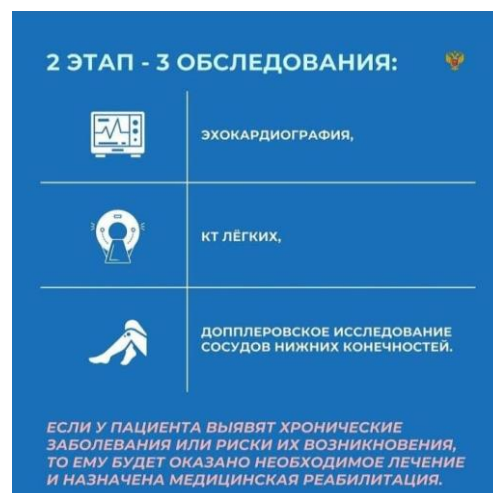 2 ЭТАП - 3 ОБСЛЕДОВАНИЯ:
ЭХОКАРДИОГРАФИЯ,
КТ ЛЁГКИХ,
ДОППЛЕРОВСКОЕ ИССЛЕДОВАНИЕ
СОСУДОВ НИЖНИХ КОНЕЧНОСТЕЙ.
ЕСЛИ У ПАЦИЕНТА ВЫЯВЯТ ХРОНИЧЕСКИЕ
ЗАБОЛЕВАНИЯ ИЛИ РИСКИ ИХ ВОЗНИКНОВЕНИЯ,
ТО ЕМУ БУДЕТ ОКАЗАНО НЕОБХОДИМОЕ ЛЕЧЕНИЕ
И НАЗНАЧЕНА МЕДИЦИНСКАЯ РЕАБИЛИТАЦИЯ.